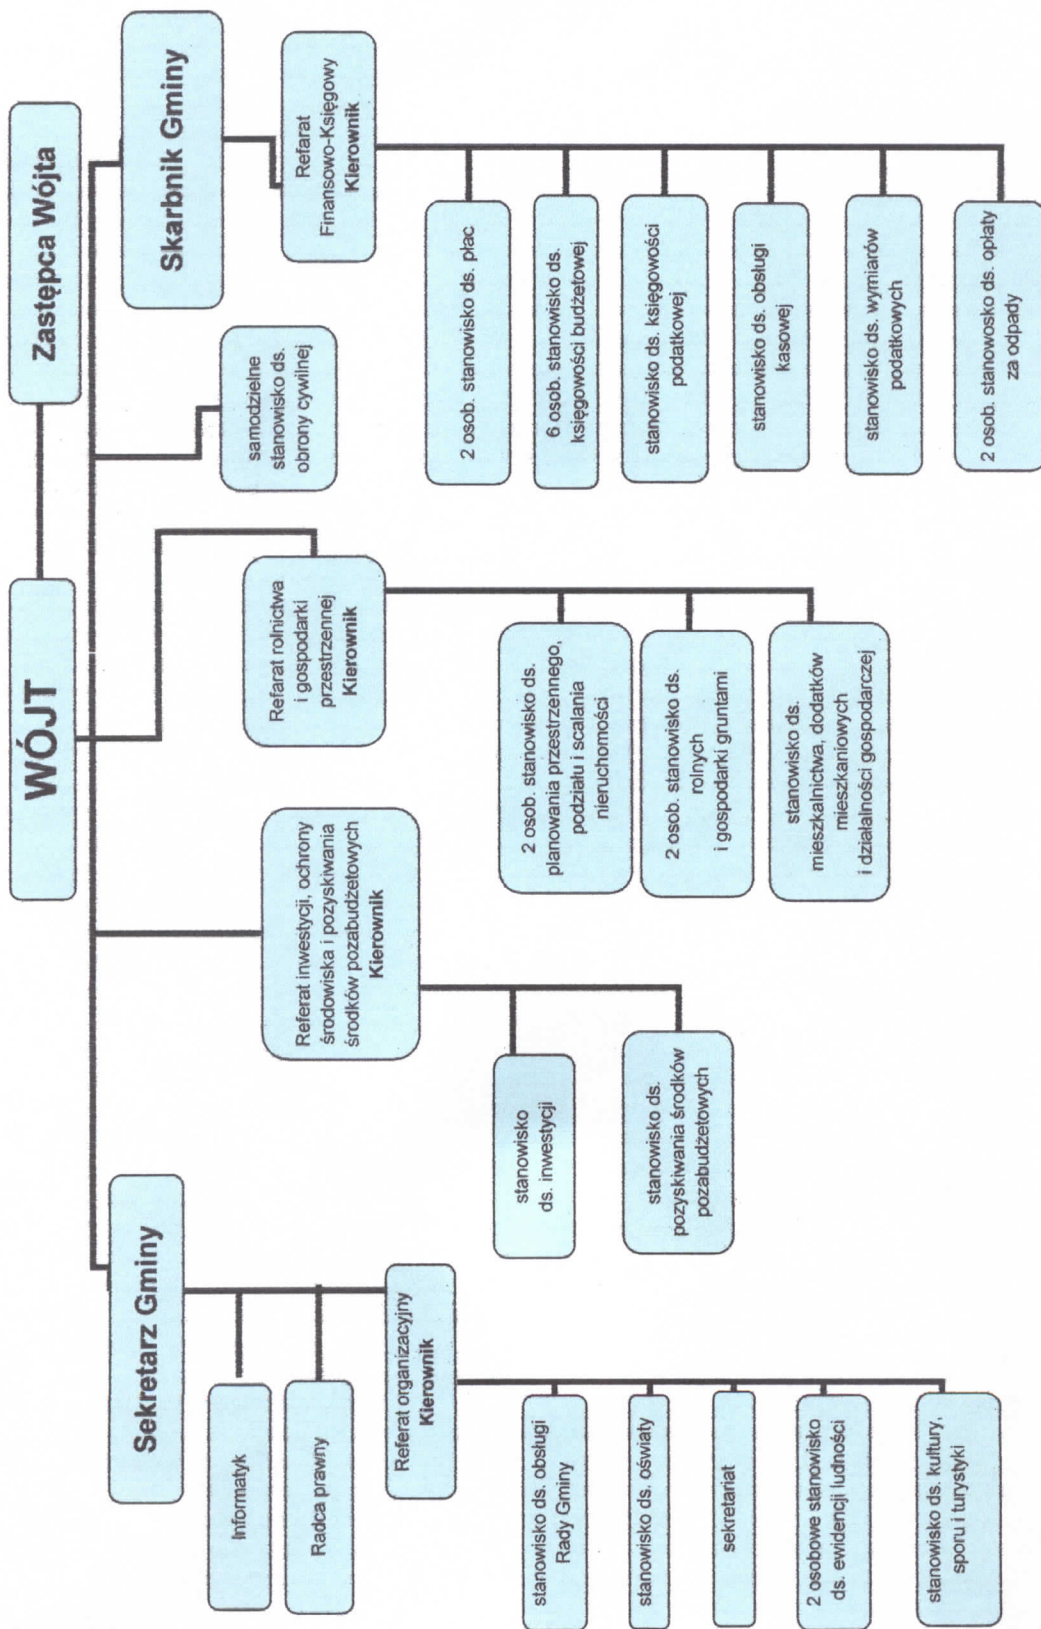 WÓJT
Zastępca Wójta
Sekretarz Gminy
Informatyk
Radca prawny
Referat organizacyjny
Kierownik
stanowisko ds. obsługi
Rady Gminy
stanowisko ds. oświaty
sekretariat
2 osobowe stanowisko
ds. ewidencji ludności
stanowisko ds. kultury,
sporu i turystyki
Referat inwestycji, ochrony
środowiska i pozyskiwania
środków pozabudżetowych
Kierownik
stanowisko
ds. inwestycji
stanowisko ds.
pozyskiwania środków
pozabudżetowych
Refarat rolnictwa
i gospodarki
przestrzennej
Kierownik
2 osob. stanowisko ds.
planowania przestrzennego,
podziału i scalania
nieruchomości
2 osob. stanowisko ds.
rolnych
i gospodarki gruntami
stanowisko ds.
mieszkalnictwa, dodatków
mieszkaniowych
i działalności gospodarczej
samodzielne
stanowisko ds.
obrony cywilnej
Skarbnik Gminy
Refarat
Finansowo-Księgowy
Kierownik
2 osob. stanowisko ds. płac
6 osob. stanowisko ds.
księgowości budżetowej
stanowisko ds. księgowości
podatkowej
stanowisko ds. obsługi
kasowej
stanowisko ds. wymiarów
podatkowych
2 osob. stanowosko ds. opłaty
za odpady